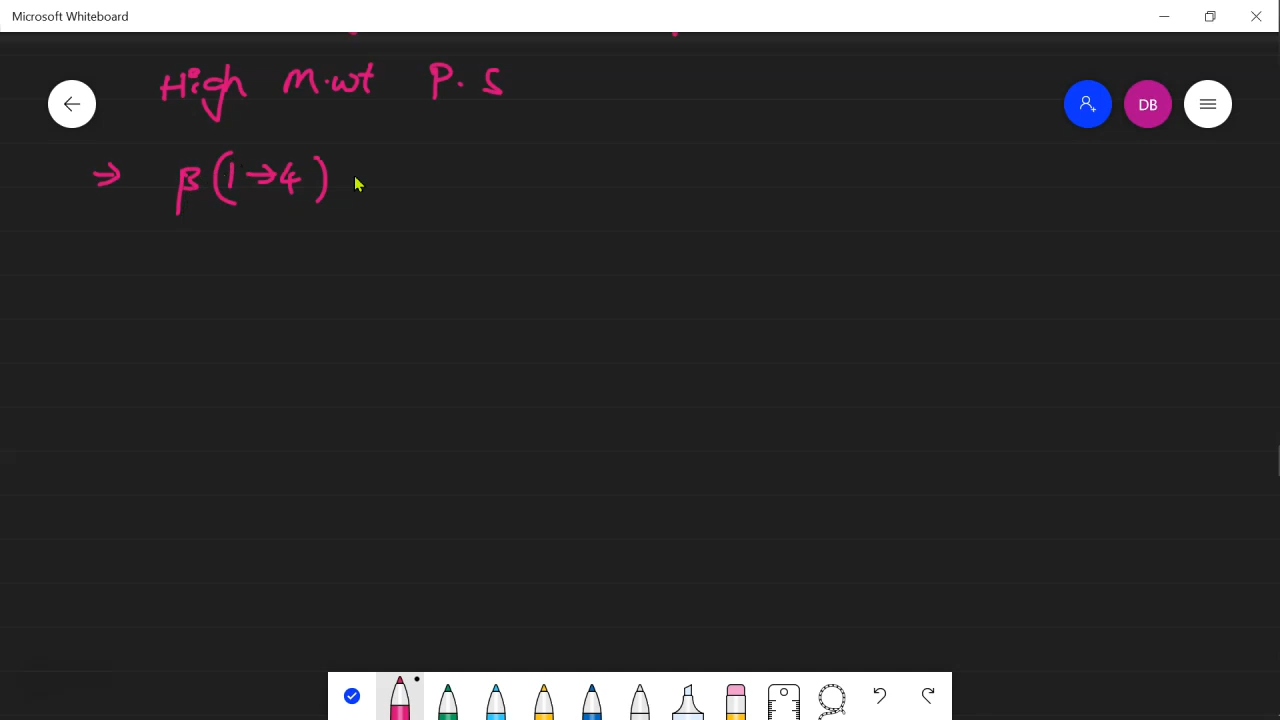 Microsoft Whiteboard
High M.wt P.S
DB
⇒ β(1→4)